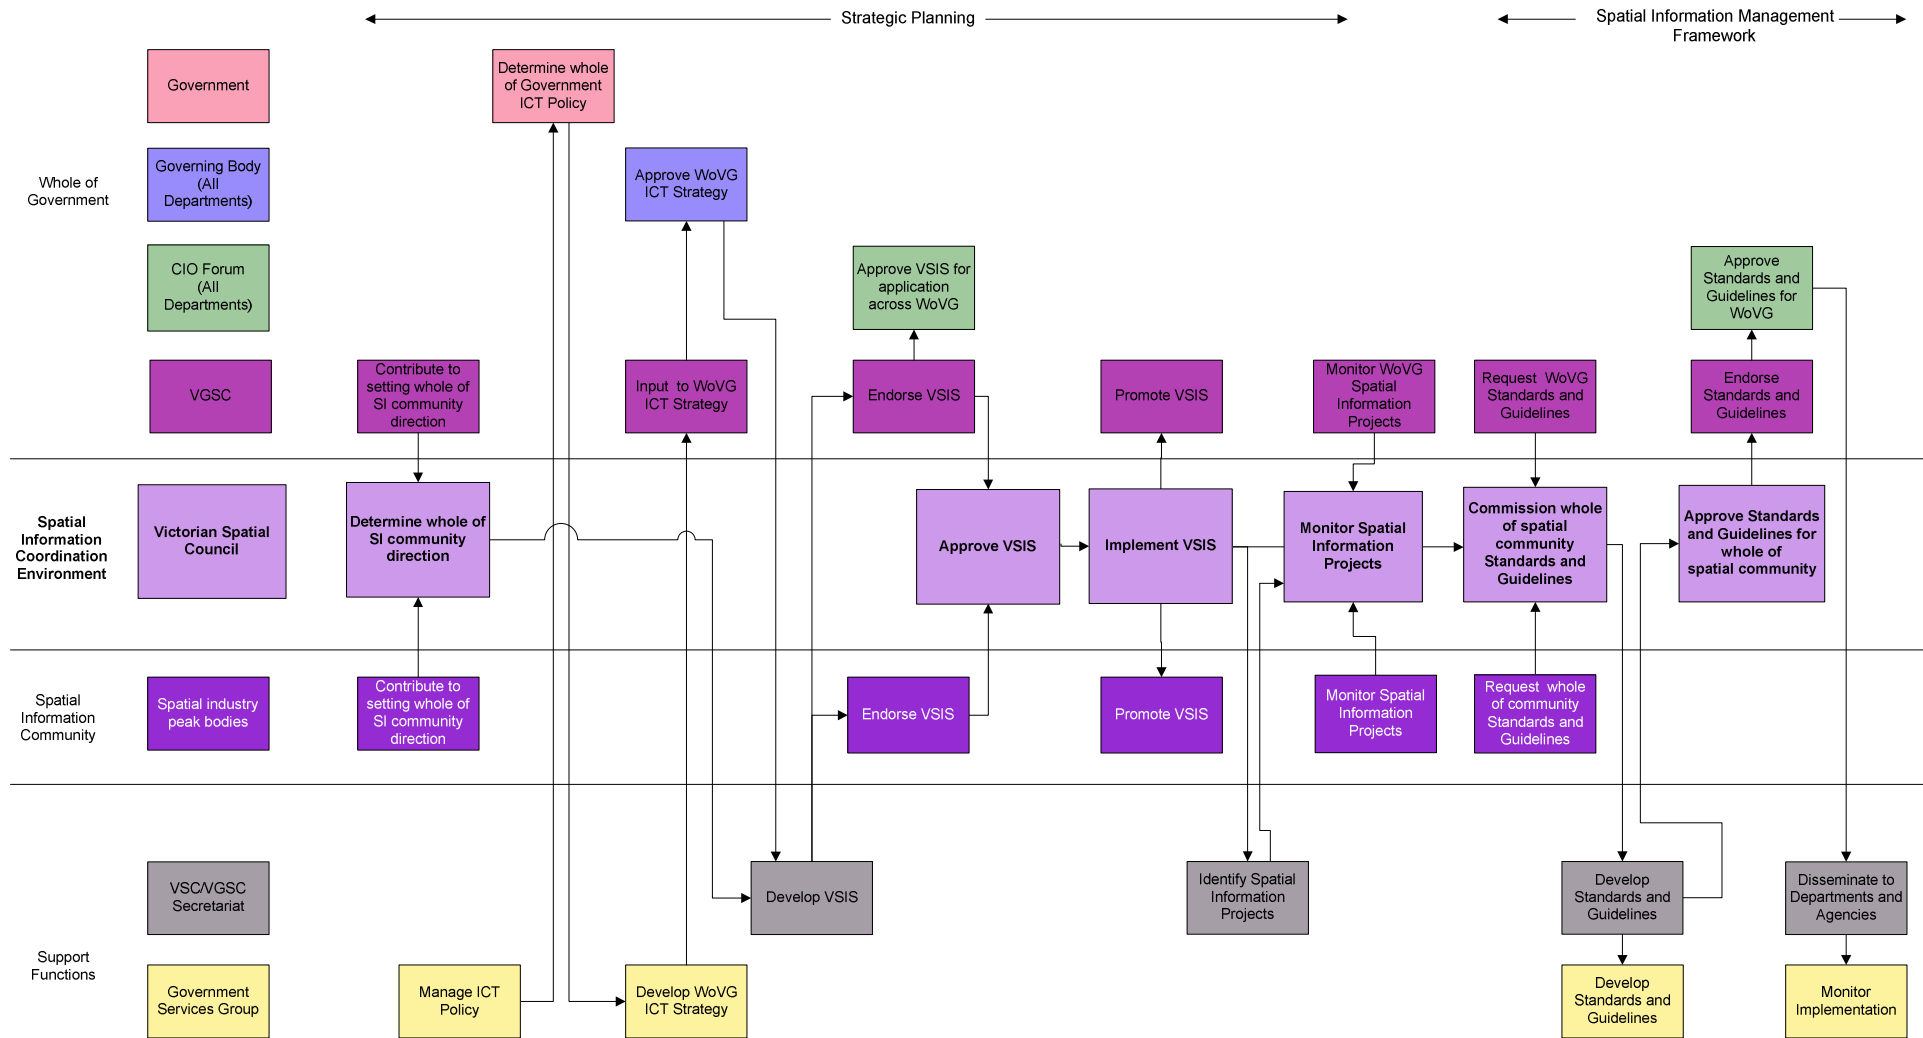 Strategic Planning
Spatial Information Management
Framework
Government
Determine whole
of Government
ICT Policy
Whole of
Government
Governing Body
(All
Departments)
Approve WoVG
ICT Strategy
CIO Forum
(All
Departments)
Approve VSIS for
application
across WoVG
Approve
Standards and
Guidelines for
WoVG
VGSC
Contribute to
setting whole of
SI community
direction
Input to WoVG
ICT Strategy
Endorse VSIS
Promote VSIS
Monitor WoVG
Spatial
Information
Projects
Request WoVG
Standards and
Guidelines
Endorse
Standards and
Guidelines
Spatial
Information
Coordination
Environment
Victorian Spatial
Council
Determine whole of
SI community
direction
Approve VSIS
Implement VSIS
Monitor Spatial
Information
Projects
Commission whole
of spatial
community
Standards and
Guidelines
Approve Standards
and Guidelines for
whole of
spatial community
Spatial
Information
Community
Spatial industry
peak bodies
Contribute to
setting whole of
SI community
direction
Endorse VSIS
Promote VSIS
Monitor Spatial
Information
Projects
Request whole
of community
Standards and
Guidelines
Support
Functions
VSC/VGSC
Secretariat
Develop VSIS
Identify Spatial
Information
Projects
Develop
Standards and
Guidelines
Disseminate to
Departments and
Agencies
Government
Services Group
Manage ICT
Policy
Develop WoVG
ICT Strategy
Develop
Standards and
Guidelines
Monitor
Implementation